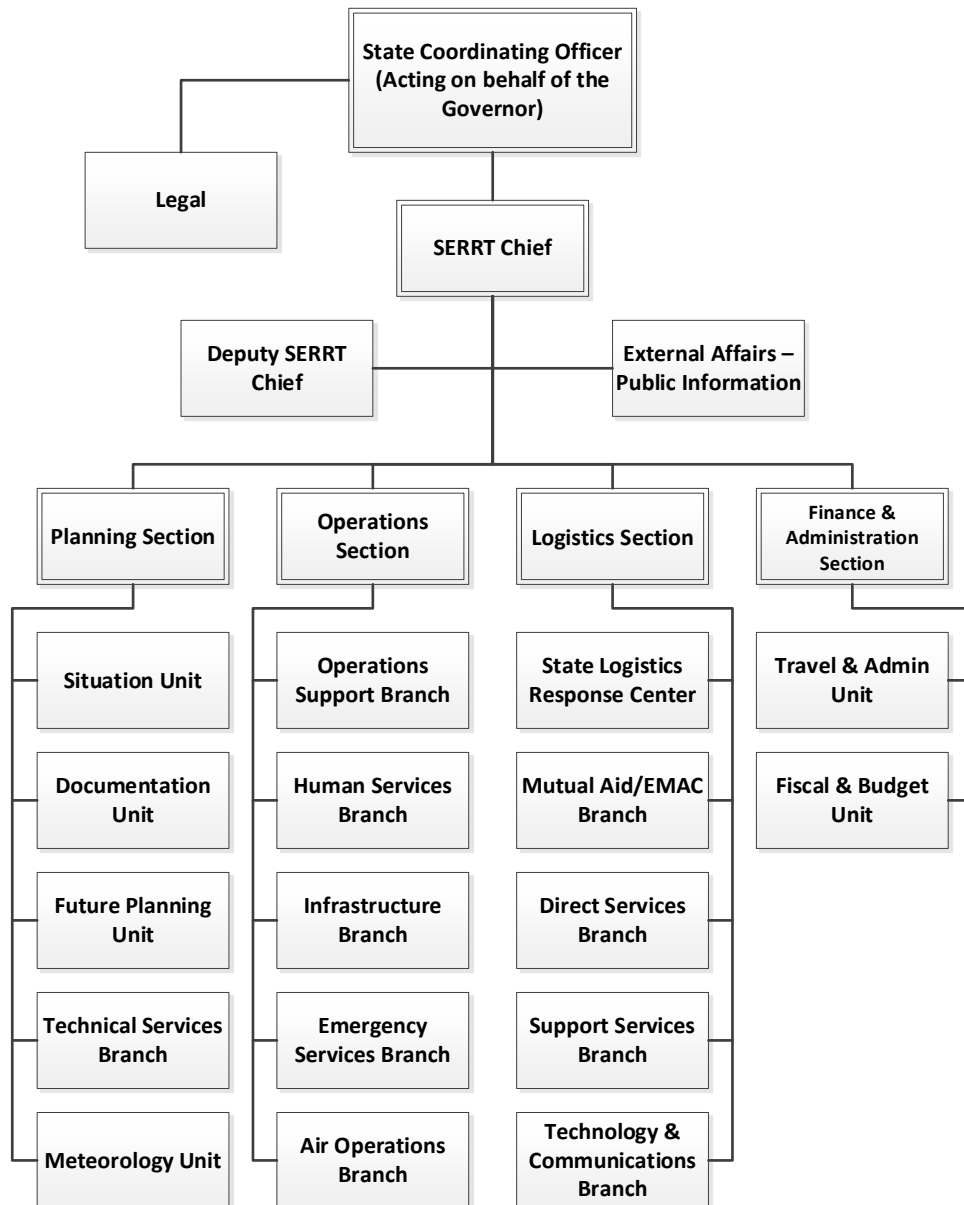 State Coordinating Officer
(Acting on behalf of the
Governor)
Legal
SERRT Chief
Deputy SERRT
Chief
External Affairs –
Public Information
Planning Section
Operations
Section
Logistics Section
Finance &
Administration
Section
Situation Unit
Operations
Support Branch
State Logistics
Response Center
Travel & Admin
Unit
Documentation
Unit
Human Services
Branch
Mutual Aid/EMAC
Branch
Fiscal & Budget
Unit
Future Planning
Unit
Infrastructure
Branch
Direct Services
Branch
Technical Services
Branch
Emergency
Services Branch
Support Services
Branch
Meteorology Unit
Air Operations
Branch
Technology &
Communications
Branch